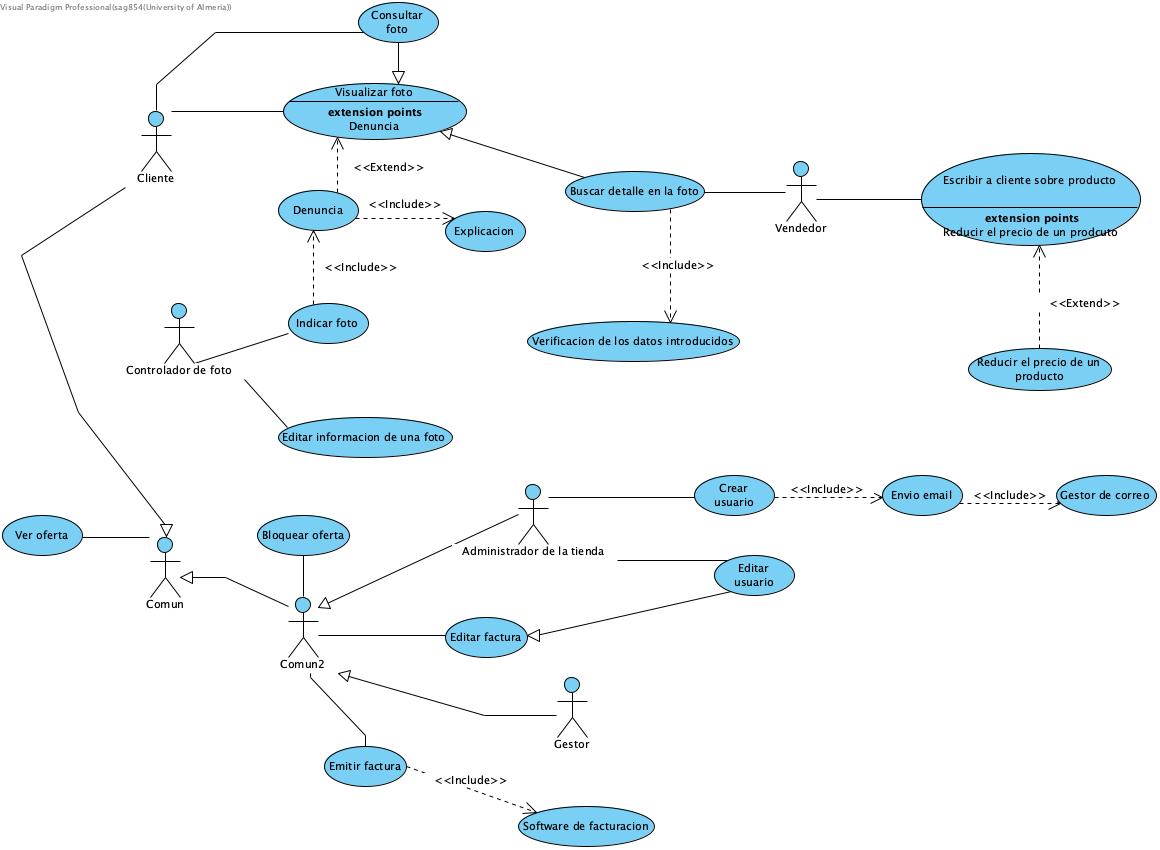 Visual Paradigm Professional(sag854(University of Almeria))
Consultar
foto
Visualizar foto
extension points
Denuncia
<<Extend>>
Cliente
Buscar detalle en la foto
Vendedor
Escribir a cliente sobre producto
extension points
Reducir el precio de un prodcuto
Denuncia
<<Include>>
Explicacion
<<Include>>
<<Include>>
<<Extend>>
Indicar foto
Verificacion de los datos introducidos
Controlador de foto
Reducir el precio de un
producto
Editar informacion de una foto
Crear
usuario
<<Include>>
Envio email
<<Include>>
Gestor de correo
Ver oferta
Bloquear oferta
Administrador de la tienda
Editar
usuario
Comun
Editar factura
Comun2
Gestor
Emitir factura
<<Include>>
Software de facturacion